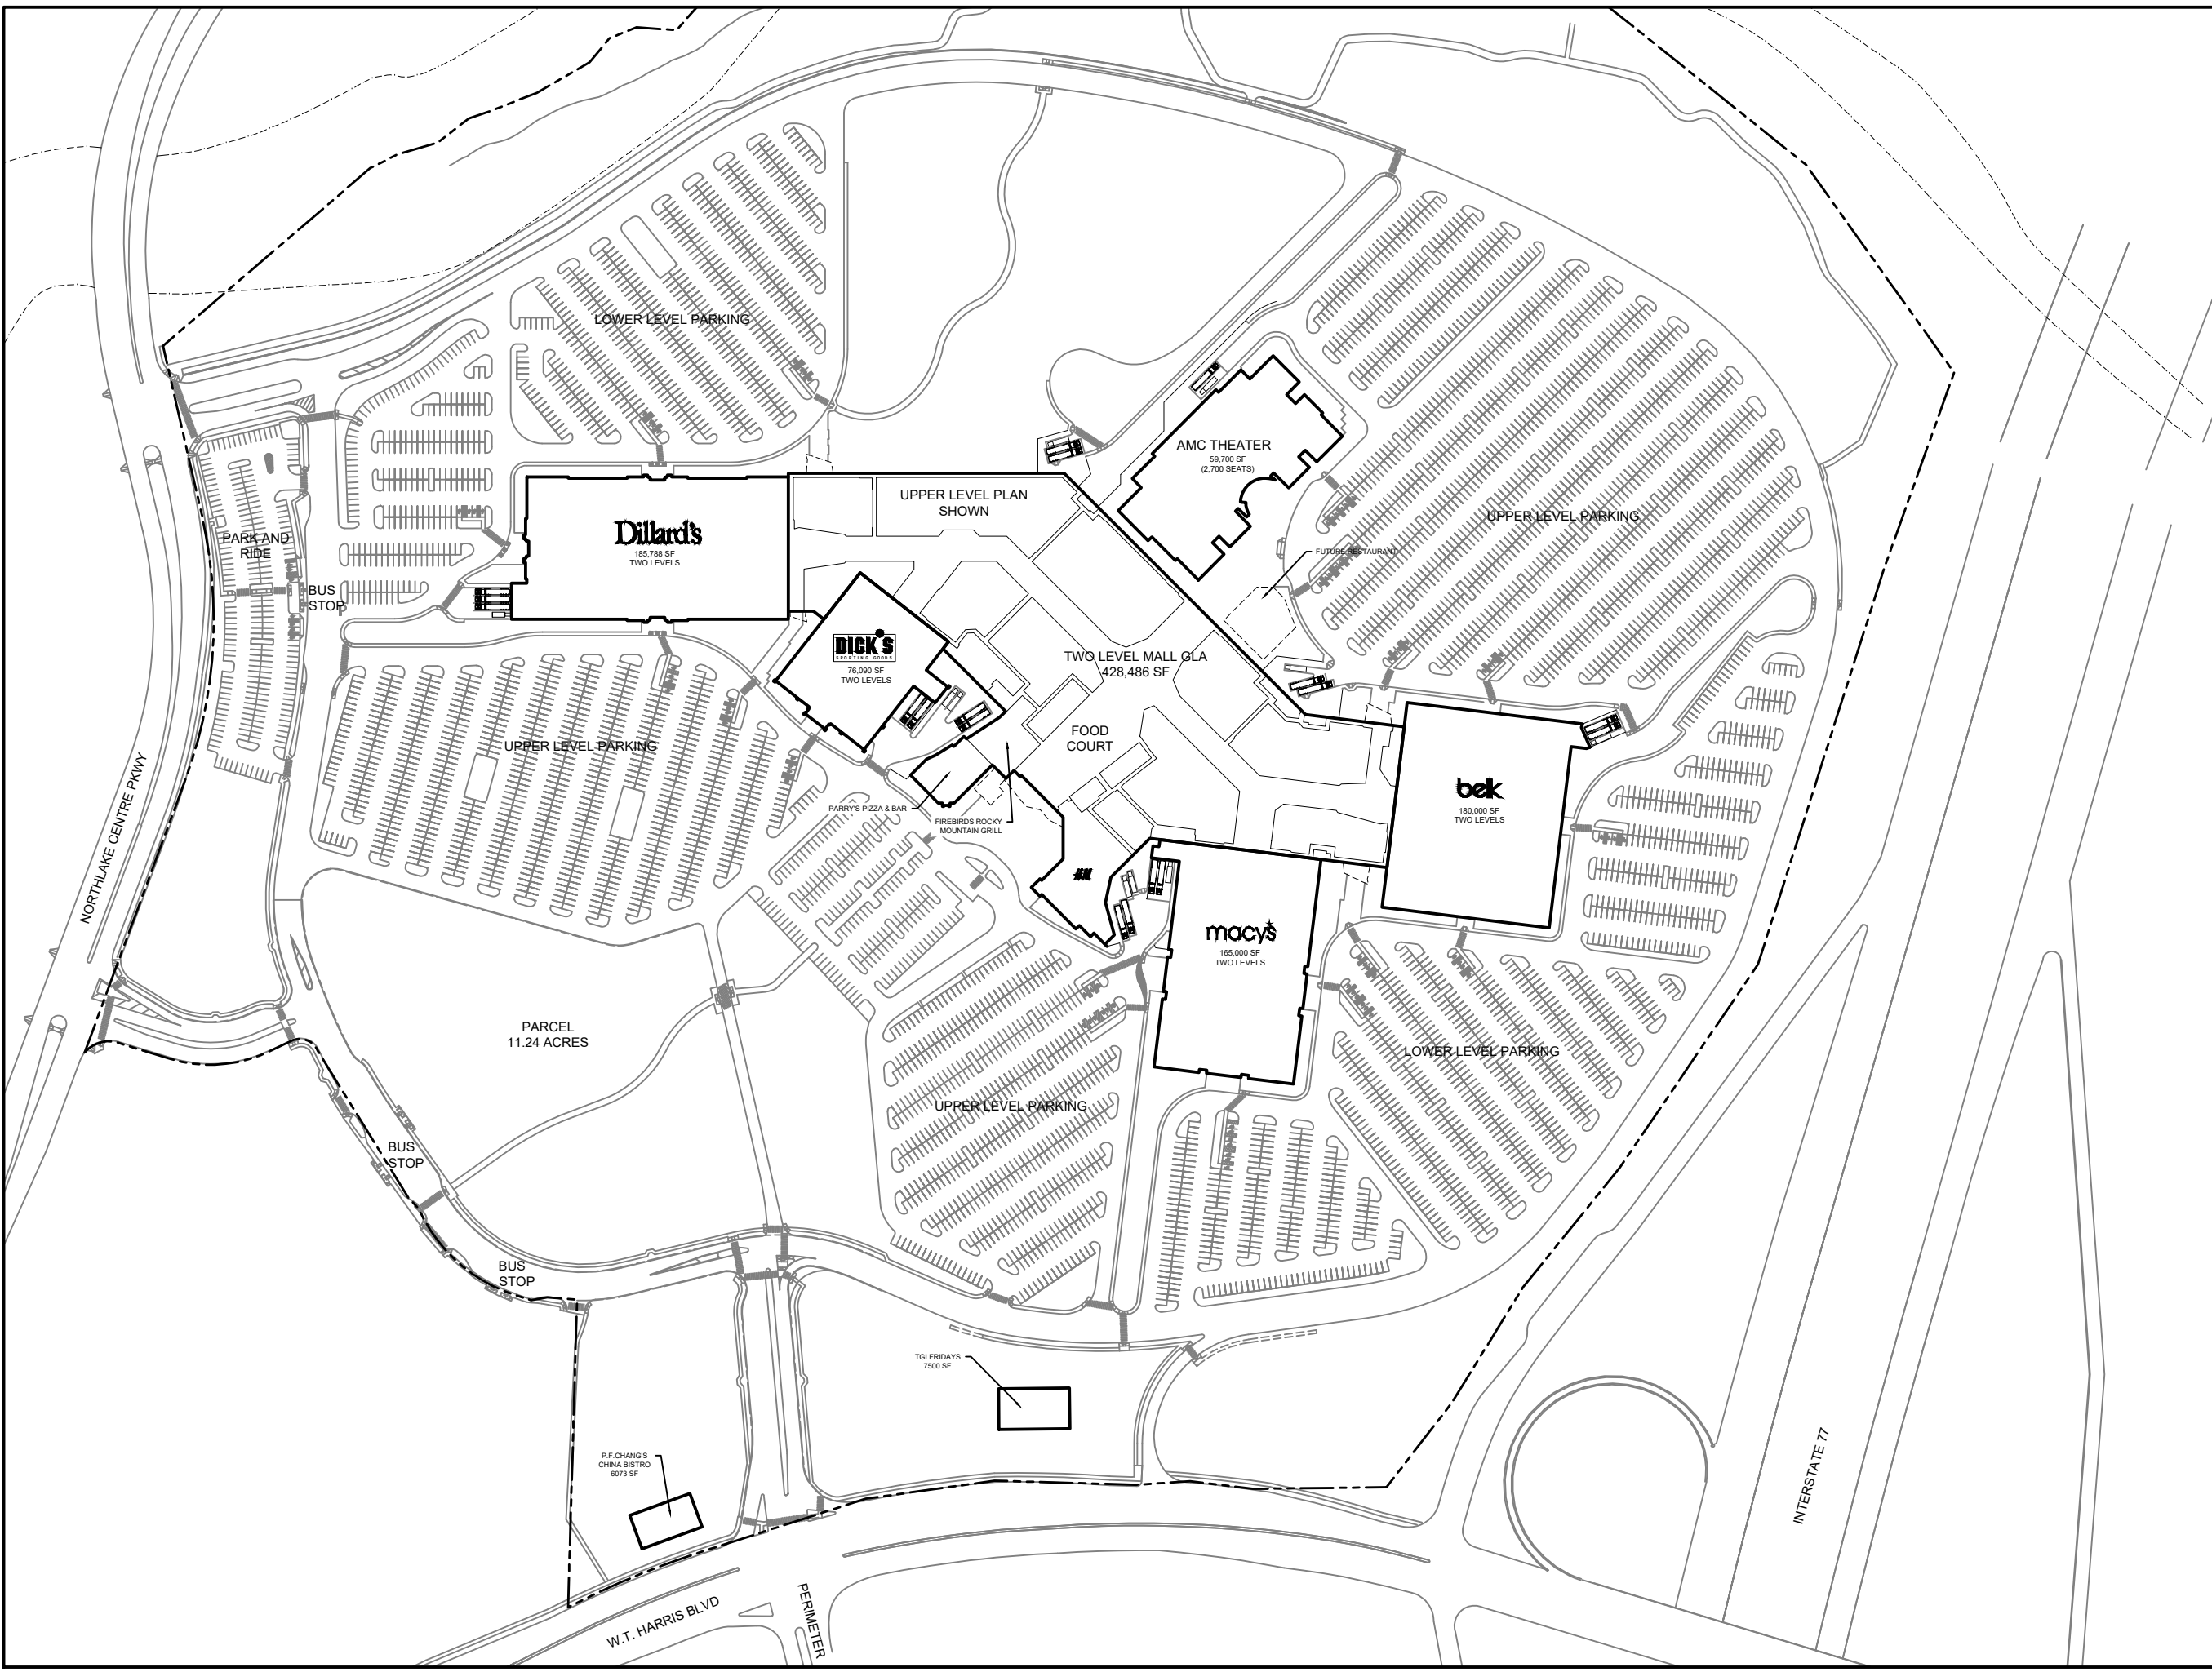 LOWER LEVEL PARKING
AMC THEATER
59,700 SF
(2,700 SEATS)
UPPER LEVEL PLAN
SHOWN
UPPER LEVEL PARKING
Dillard's
185,788 SF
TWO LEVELS
PARK AND
RIDE
FUTURE RESTAURANT
BUS
STOP
DICK'S
SPORTING GOODS
76,090 SF
TWO LEVELS
TWO LEVEL MALL GLA
428,486 SF
UPPER LEVEL PARKING
FOOD
COURT
belk
180,000 SF
TWO LEVELS
PARRY'S PIZZA & BAR
FIREBIRDS ROCKY
MOUNTAIN GRILL
NORTHLAKE CENTRE PKWY
H&M
macy's
165,000 SF
TWO LEVELS
PARCEL
11.24 ACRES
LOWER LEVEL PARKING
UPPER LEVEL PARKING
BUS
STOP
BUS
STOP
TGI FRIDAYS
7500 SF
P.F.CHANG'S
CHINA BISTRO
6073 SF
INTERSTATE 77
W.T. HARRIS BLVD
PERIMETER